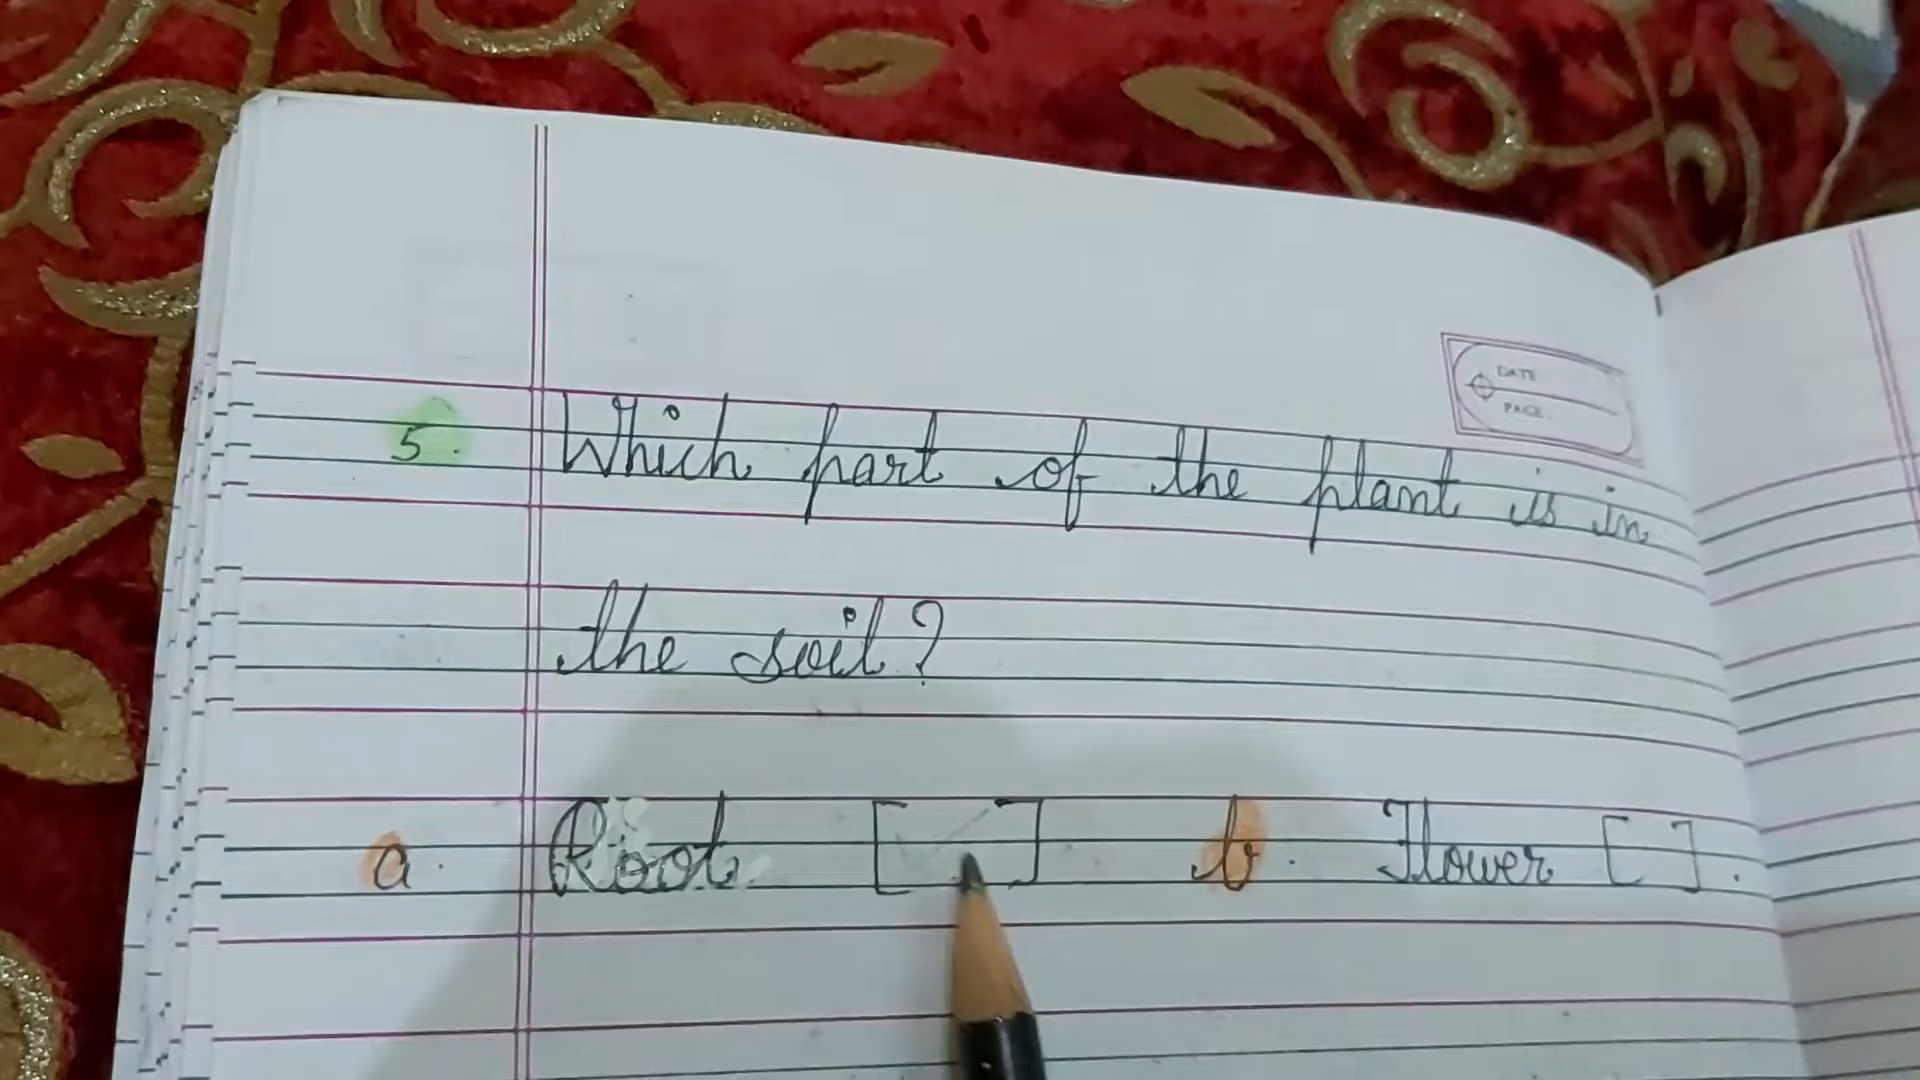 DATE
PAGE.
5. Which part of the plant is in
the soil?
a. Root [ ] b. Flower [ ].